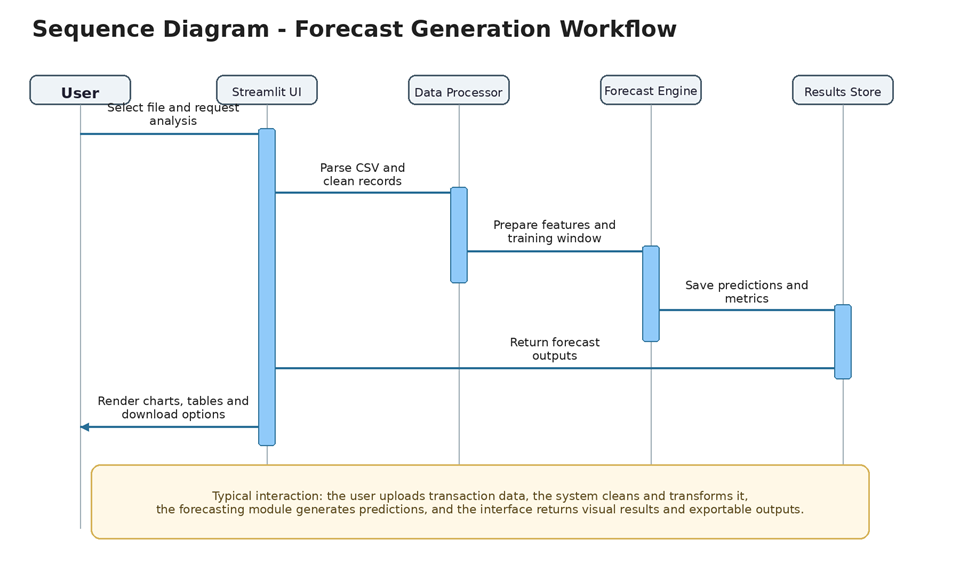 Sequence Diagram - Forecast Generation Workflow
User
Streamlit UI
Data Processor
Forecast Engine
Results Store
Select file and request
analysis
Parse CSV and
clean records
Prepare features and
training window
Save predictions and
metrics
Return forecast
outputs
Render charts, tables and
download options
Typical interaction: the user uploads transaction data, the system cleans and transforms it,
the forecasting module generates predictions, and the interface returns visual results and exportable outputs.